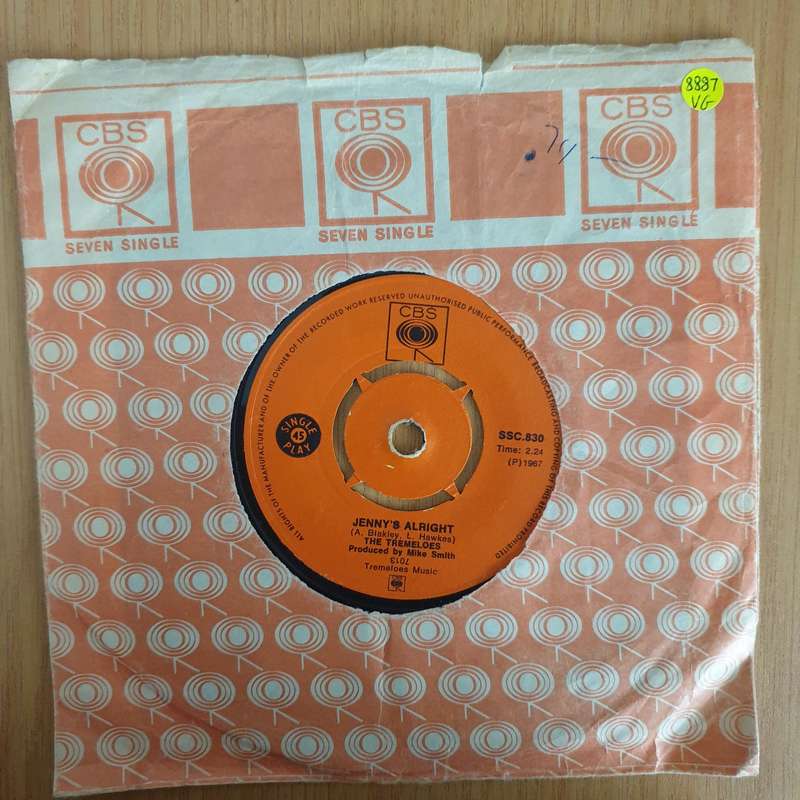 8887
VG
CBS
SEVEN SINGLE
CBS
SEVEN SINGLE
CBS
SEVEN SINGLE
ALL RIGHTS OF THE MANUFACTURER AND OF THE OWNER OF THE RECORDED WORK RESERVED UNAUTHORISED PUBLIC PERFORMANCE BROADCASTING AND COPYING OF THIS RECORD PROHIBITED
CBS
SINGLE
45
PLAY
SSC.830
Time: 2.24
(P) 1967
JENNY'S ALRIGHT
(A. Blakley, L. Hawkes)
THE TREMELOES
Produced by Mike Smith
7013
Tremeloes Music
CBS